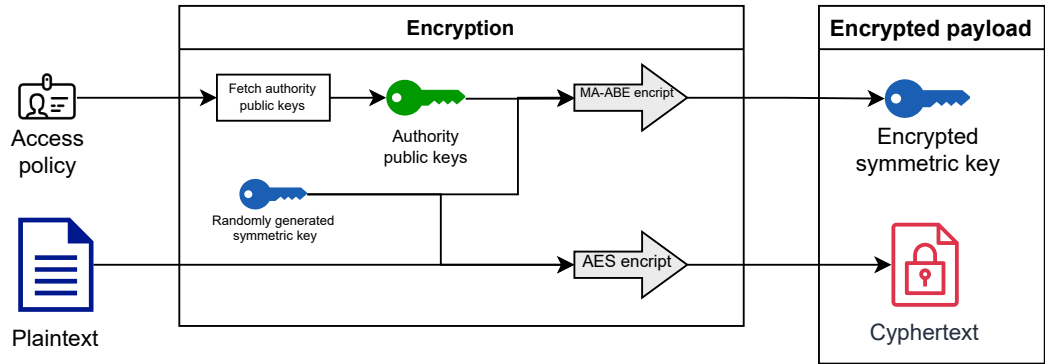 Encryption
Encrypted payload
Fetch authority
public keys
MA-ABE encript
Access
policy
Authority
public keys
Encrypted
symmetric key
Randomly generated
symmetric key
AES encript
Plaintext
Cyphertext